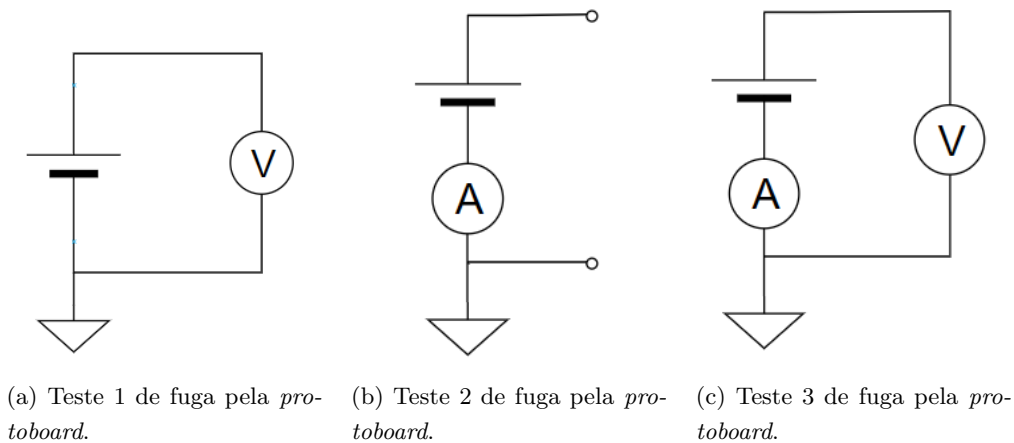 V
A
A
V
(a) Teste 1 de fuga pela pro-
toboard.
(b) Teste 2 de fuga pela pro-
toboard.
(c) Teste 3 de fuga pela pro-
toboard.